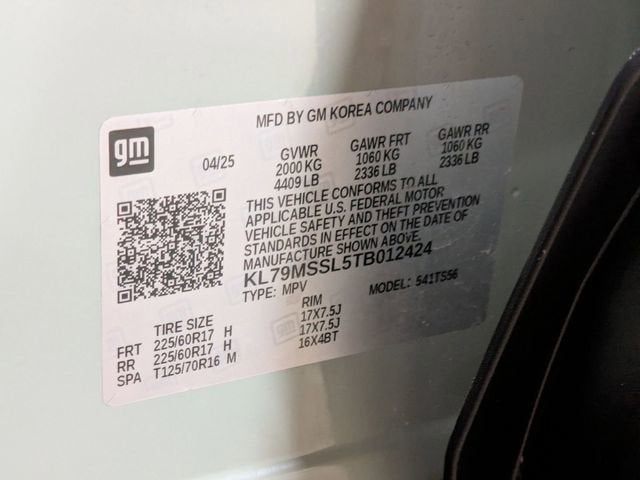 MFD BY GM KOREA COMPANY
gm
04/25
GVWR GAWR FRT GAWR RR
2000 KG 1060 KG 1060 KG
4409 LB 2336 LB 2336 LB
THIS VEHICLE CONFORMS TO ALL
APPLICABLE U.S. FEDERAL MOTOR
VEHICLE SAFETY AND THEFT PREVENTION
STANDARDS IN EFFECT ON THE DATE OF
MANUFACTURE SHOWN ABOVE.
KL79MSSL5TB012424
TYPE: MPV MODEL: 541TS56
TIRE SIZE RIM
FRT 225/60R17 H 17X7.5J
RR 225/60R17 H 17X7.5J
SPA T125/70R16 M 16X4BT